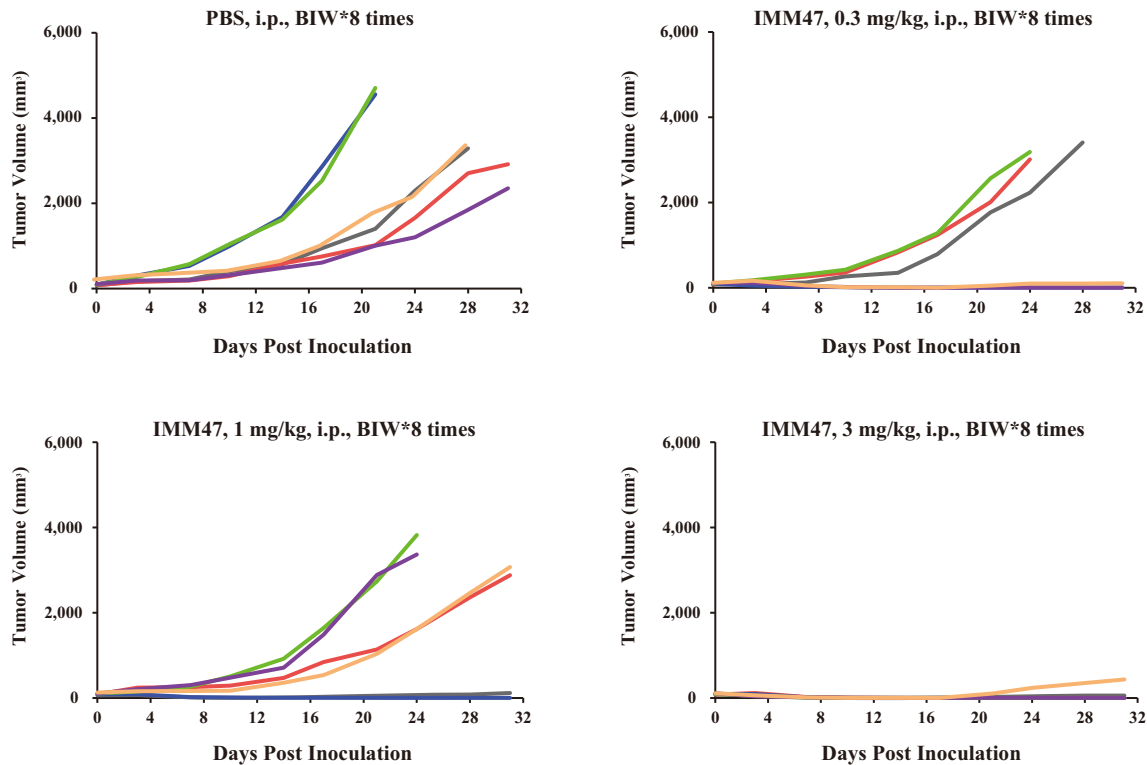 PBS, i.p., BIW*8 times
6,000
4,000
2,000
0
Tumor Volume (mm³)
0 4 8 12 16 20 24 28 32
Days Post Inoculation
IMM47, 0.3 mg/kg, i.p., BIW*8 times
6,000
4,000
2,000
0
Tumor Volume (mm³)
0 4 8 12 16 20 24 28 32
Days Post Inoculation
IMM47, 1 mg/kg, i.p., BIW*8 times
6,000
4,000
2,000
0
Tumor Volume (mm³)
0 4 8 12 16 20 24 28 32
Days Post Inoculation
IMM47, 3 mg/kg, i.p., BIW*8 times
6,000
4,000
2,000
0
Tumor Volume (mm³)
0 4 8 12 16 20 24 28 32
Days Post Inoculation